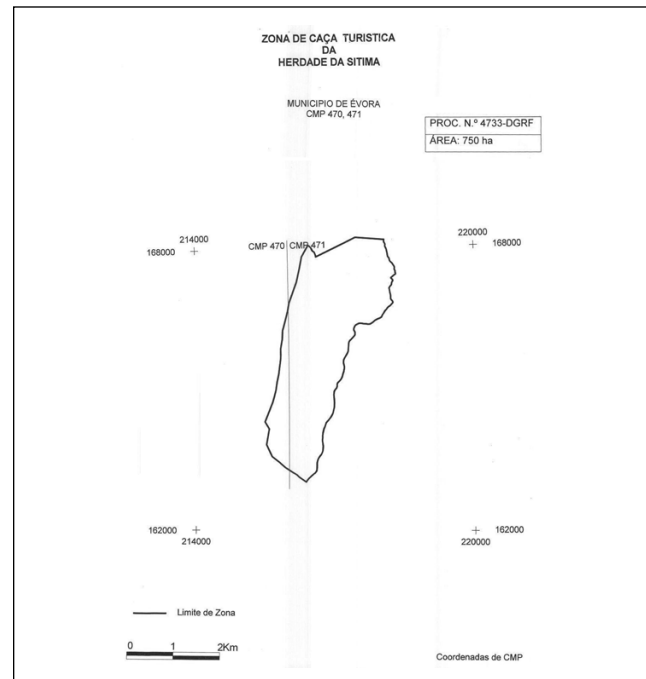 ZONA DE CAÇA TURISTICA
DA
HERDADE DA SITIMA
MUNICIPIO DE ÉVORA
CMP 470, 471
PROC. N.º 4733-DGRF
ÁREA: 750 ha
214000
168000
CMP 470 CMP 471
220000
168000
162000
214000
162000
220000
Limite de Zona
0 1 2Km
Coordenadas de CMP